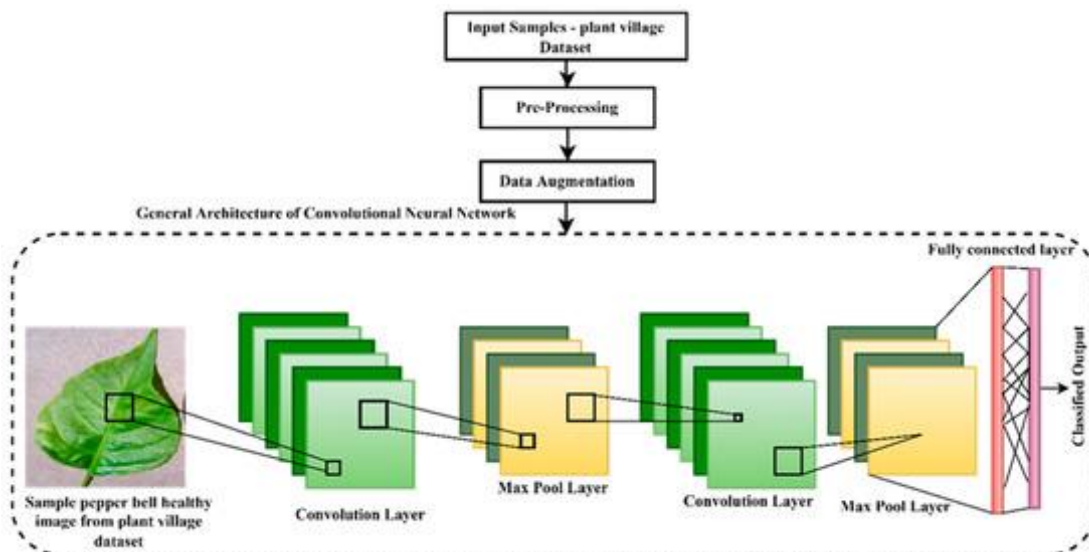 Input Samples - plant village
Dataset
Pre-Processing
Data Augmentation
General Architecture of Convolutional Neural Network
Fully connected layer
Sample pepper bell healthy
image from plant village
dataset
Convolution Layer
Max Pool Layer
Convolution Layer
Max Pool Layer
Classified Output